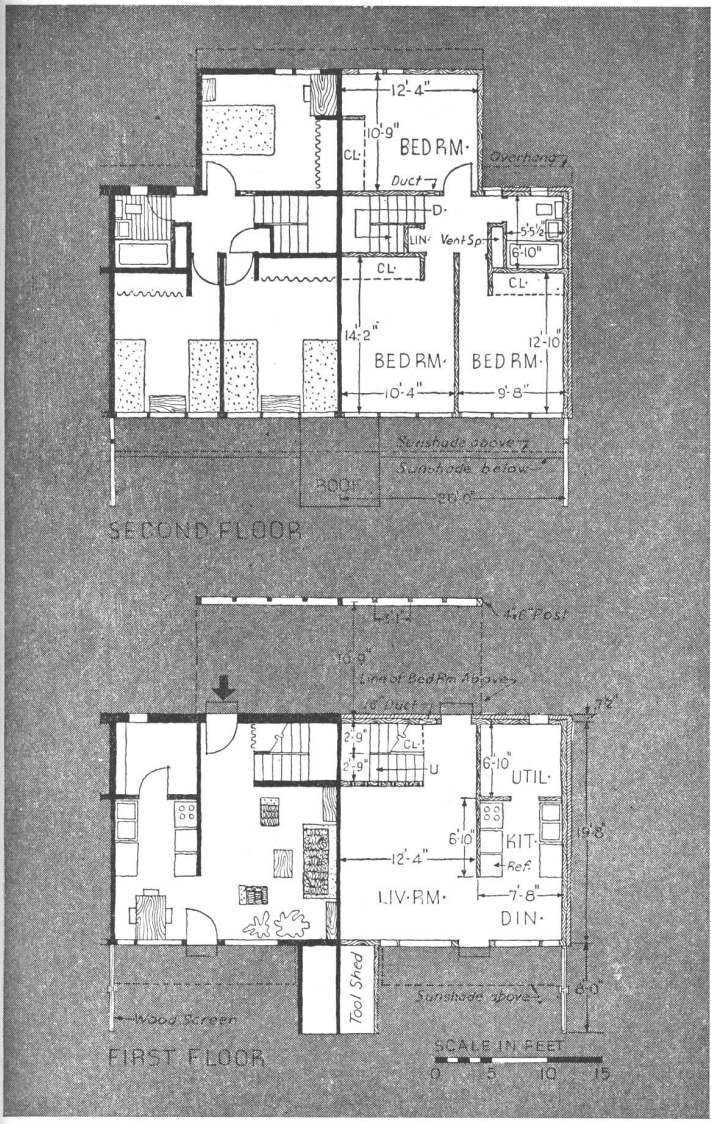 12'-4"
10'-9"
BED RM.
CL.
Overhang
Duct
D.
LIN.
Vent Sp.
5'5½"
6'-10"
CL.
CL.
14'-2"
12'-10"
BED RM.
BED RM.
10'-4"
9'-8"
Sunshade above
Sunshade below
ROOF
20'-0"
SECOND FLOOR
3'-1"
4"x6" Post
10'-9"
Line of Bed Rm Above
16" Duct
7½"
2'-9"
CL.
2'-9"
U
6'-10"
UTIL.
19'-8"
6'-10"
KIT.
12'-4"
Ref.
7'-8"
LIV. RM.
DIN.
Tool Shed
Sunshade above
8'-0"
Wood Screen
FIRST FLOOR
SCALE IN FEET
0 5 10 15